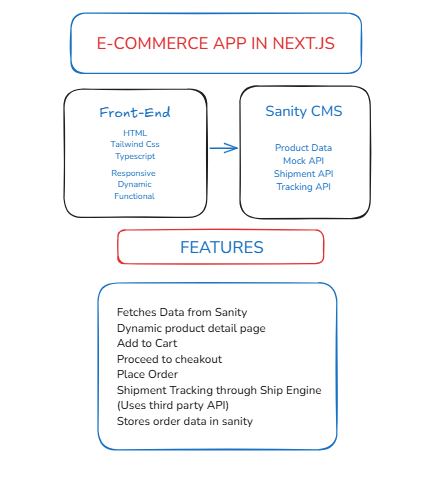 E-COMMERCE APP IN NEXT.JS
Front-End
HTML
Tailwind Css
Typescript
Responsive
Dynamic
Functional
Sanity CMS
Product Data
Mock API
Shipment API
Tracking API
FEATURES
Fetches Data from Sanity
Dynamic product detail page
Add to Cart
Proceed to cheakout
Place Order
Shipment Tracking through Ship Engine
(Uses third party API)
Stores order data in sanity